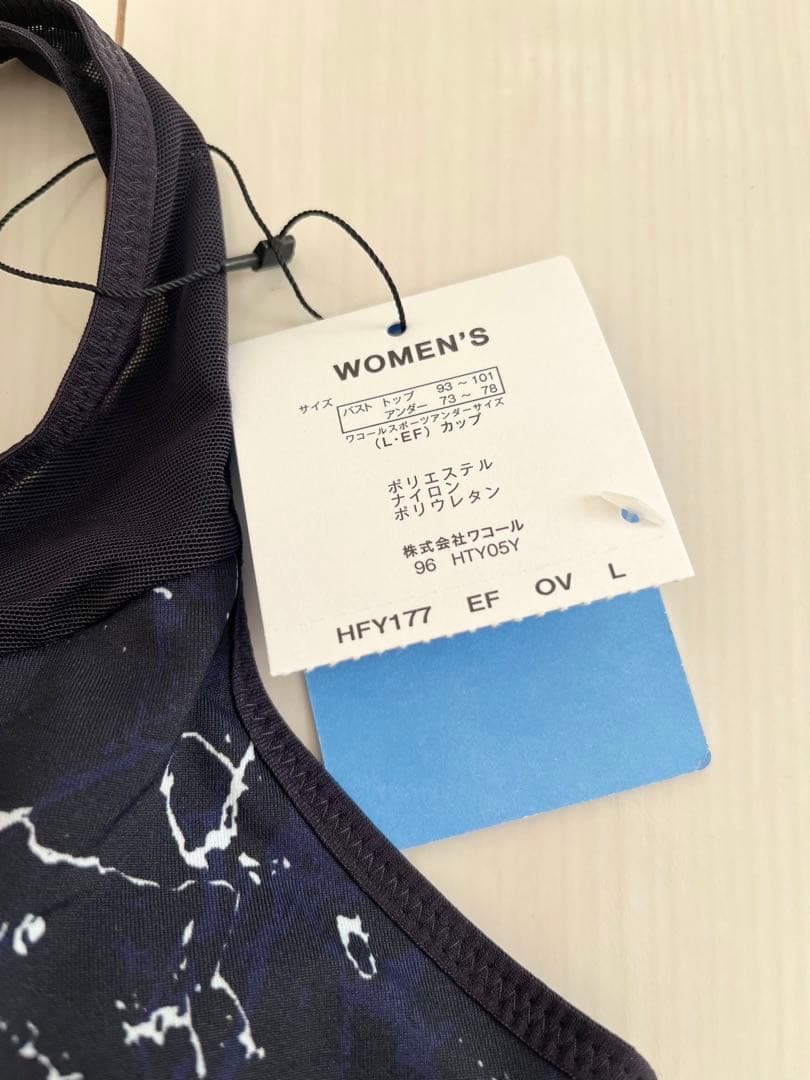 WOMEN'S
サイズ
バスト トップ 93 ~ 101
アンダー 73 ~ 78
ワコールスポーツアンダーサイズ
(L・EF) カップ
ポリエステル
ナイロン
ポリウレタン
株式会社ワコール
96 HTY05Y
HFY177 EF OV L